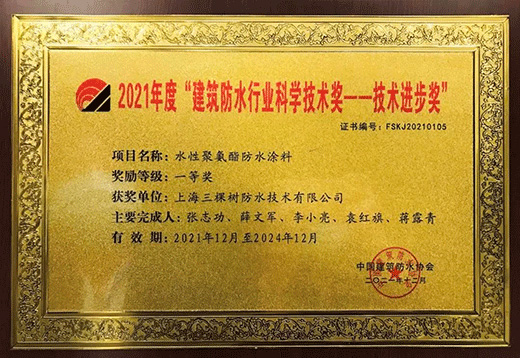 2021年度“建筑防水行业科学技术奖——技术进步奖”
证书编号：FSKJ20210105
项目名称：水性聚氨酯防水涂料
奖励等级：一等奖
获奖单位：上海三棵树防水技术有限公司
主要完成人：张志功、薛文军、李小亮、袁红旗、蒋露青
有效期：2021年12月至2024年12月
中国建筑防水协会
二〇二一年十二月